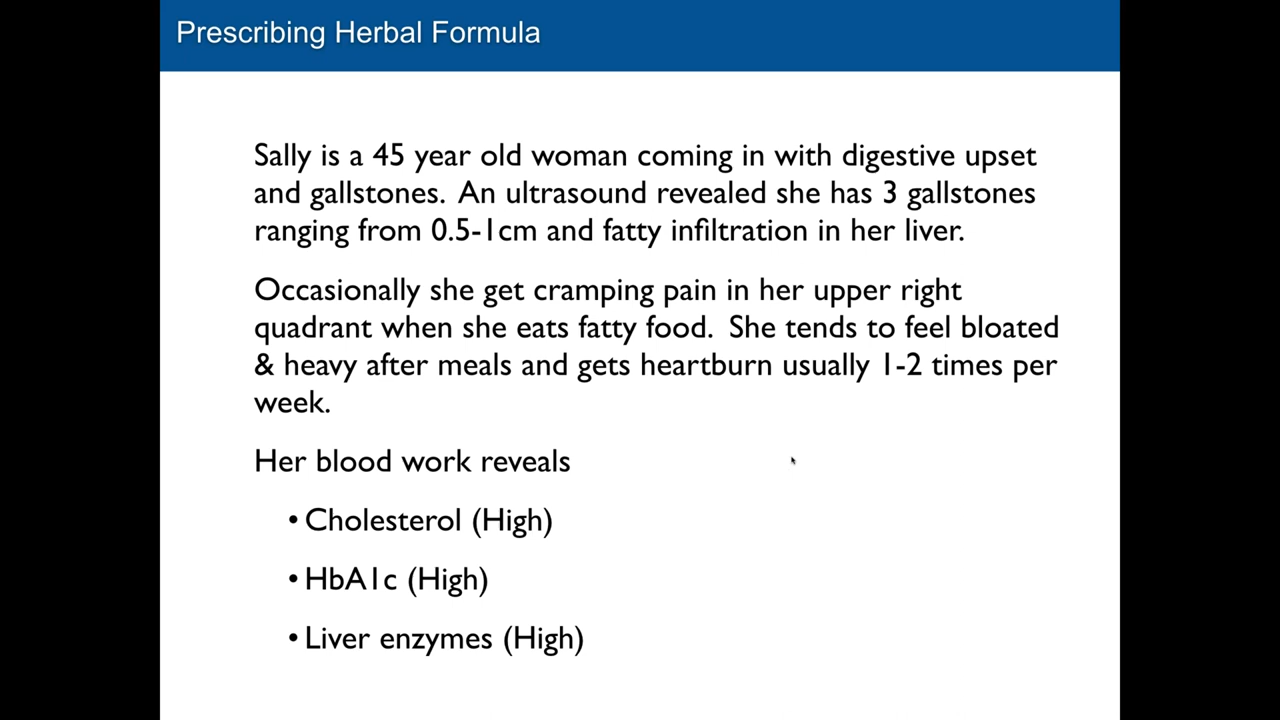 Prescribing Herbal Formula
Sally is a 45 year old woman coming in with digestive upset
and gallstones. An ultrasound revealed she has 3 gallstones
ranging from 0.5-1cm and fatty infiltration in her liver.
Occasionally she get cramping pain in her upper right
quadrant when she eats fatty food. She tends to feel bloated
& heavy after meals and gets heartburn usually 1-2 times per
week.
Her blood work reveals
• Cholesterol (High)
• HbA1c (High)
• Liver enzymes (High)